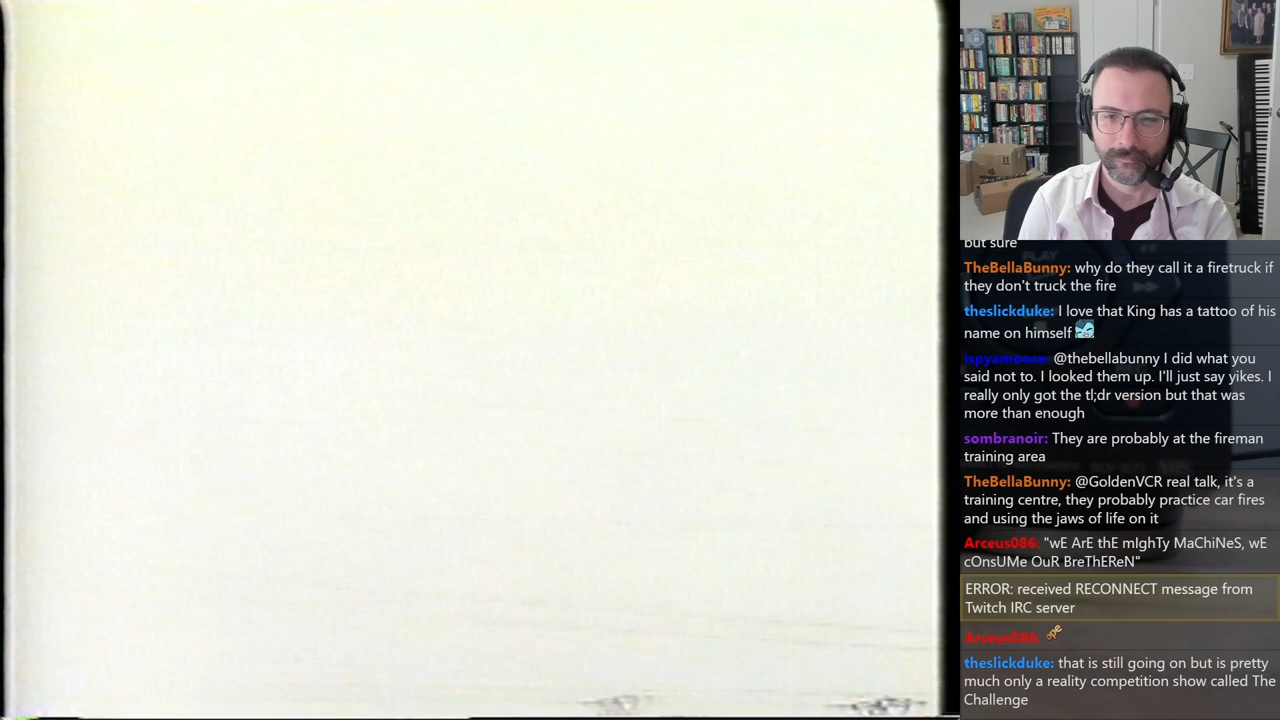 but sure
TheBellaBunny: why do they call it a firetruck if
they don't truck the fire
theslickduke: I love that King has a tattoo of his
name on himself
ispyamoose: @thebellabunny I did what you
said not to. I looked them up. I'll just say yikes. I
really only got the tl;dr version but that was
more than enough
sombranoir: They are probably at the fireman
training area
TheBellaBunny: @GoldenVCR real talk, it's a
training centre, they probably practice car fires
and using the jaws of life on it
Arceus086: "wE ArE thE mIghTy MaChiNeS, wE
cOnsUMe OuR BreThEReN"
ERROR: received RECONNECT message from
Twitch IRC server
Arceus086:
theslickduke: that is still going on but is pretty
much only a reality competition show called The
Challenge